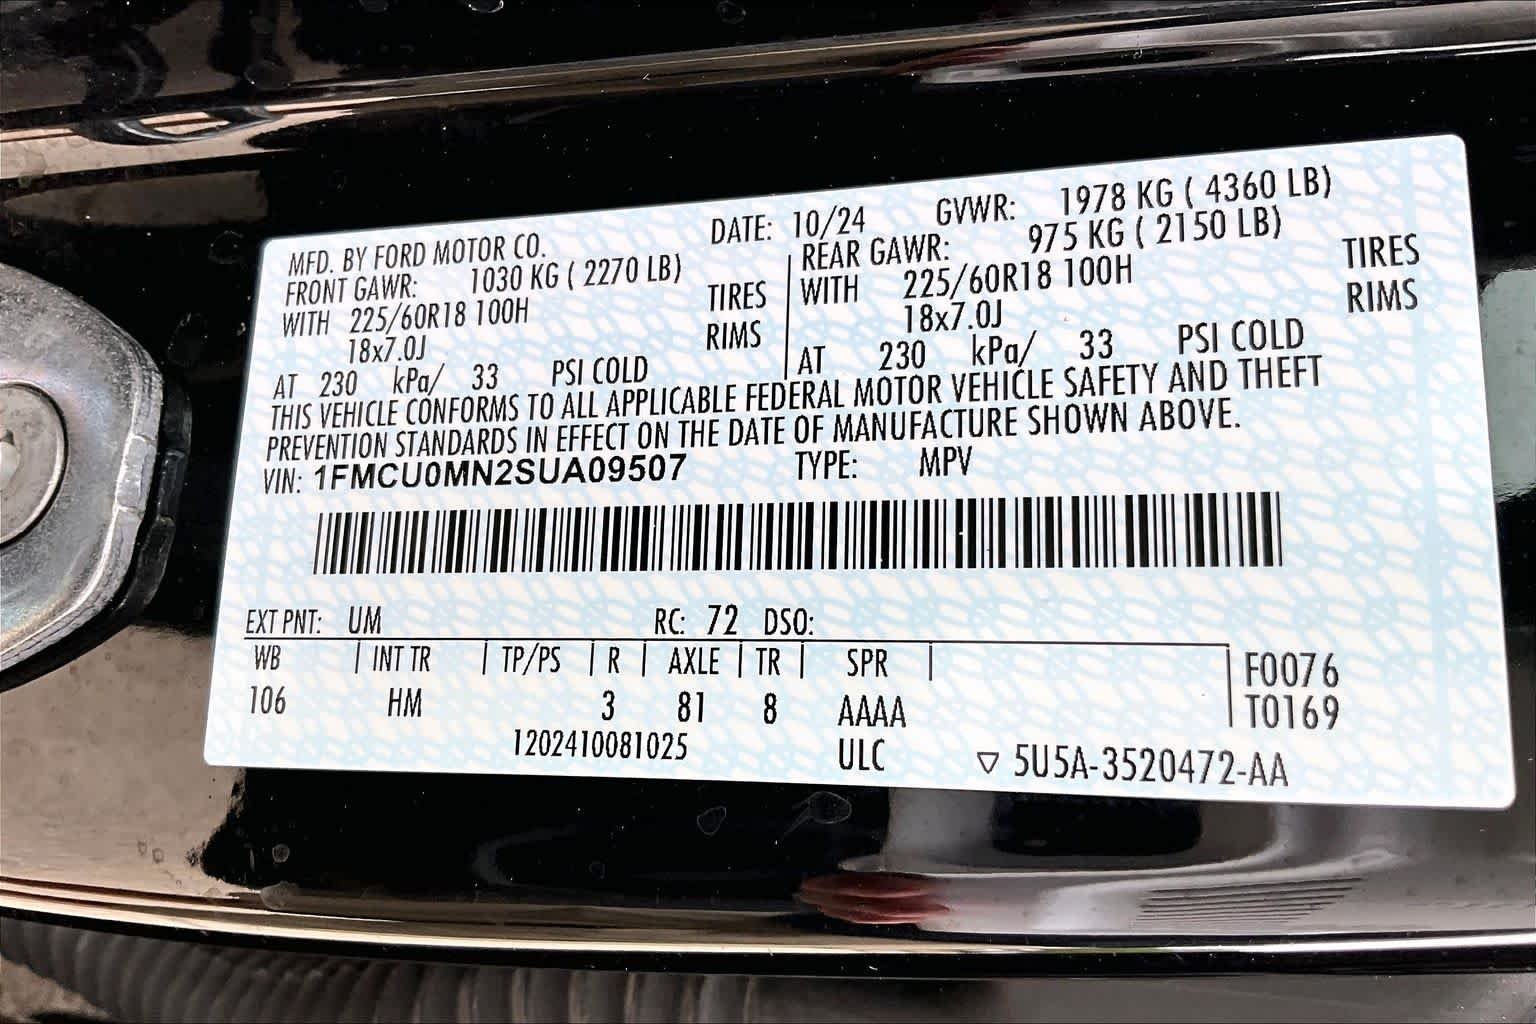 MFD. BY FORD MOTOR CO. DATE: 10/24 GVWR: 1978 KG ( 4360 LB)
FRONT GAWR: 1030 KG ( 2270 LB) REAR GAWR: 975 KG ( 2150 LB)
WITH 225/60R18 100H TIRES WITH 225/60R18 100H TIRES
18x7.0J RIMS 18x7.0J RIMS
AT 230 kPa/ 33 PSI COLD AT 230 kPa/ 33 PSI COLD
THIS VEHICLE CONFORMS TO ALL APPLICABLE FEDERAL MOTOR VEHICLE SAFETY AND THEFT
PREVENTION STANDARDS IN EFFECT ON THE DATE OF MANUFACTURE SHOWN ABOVE.
VIN: 1FMCU0MN2SUA09507 TYPE: MPV
EXT PNT: UM RC: 72 DSO:
WB | INT TR | TP/PS | R | AXLE | TR | SPR | F0076
106 HM 3 81 8 AAAA T0169
1202410081025 ULC ▽ 5U5A-3520472-AA